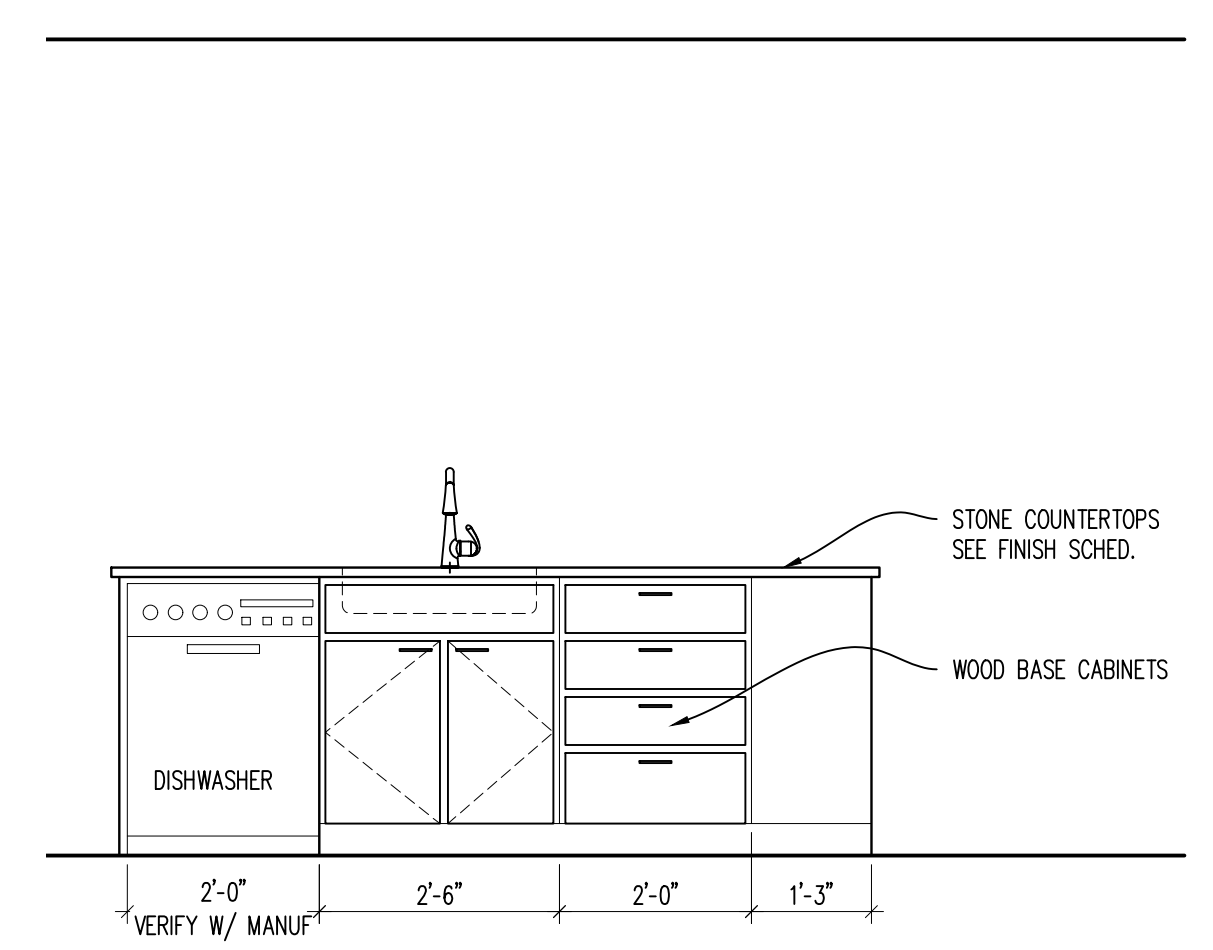 STONE COUNTERTOPS
SEE FINISH SCHED.
WOOD BASE CABINETS
DISHWASHER
2'-0"
VERIFY W/ MANUF
2'-6"
2'-0"
1'-3"